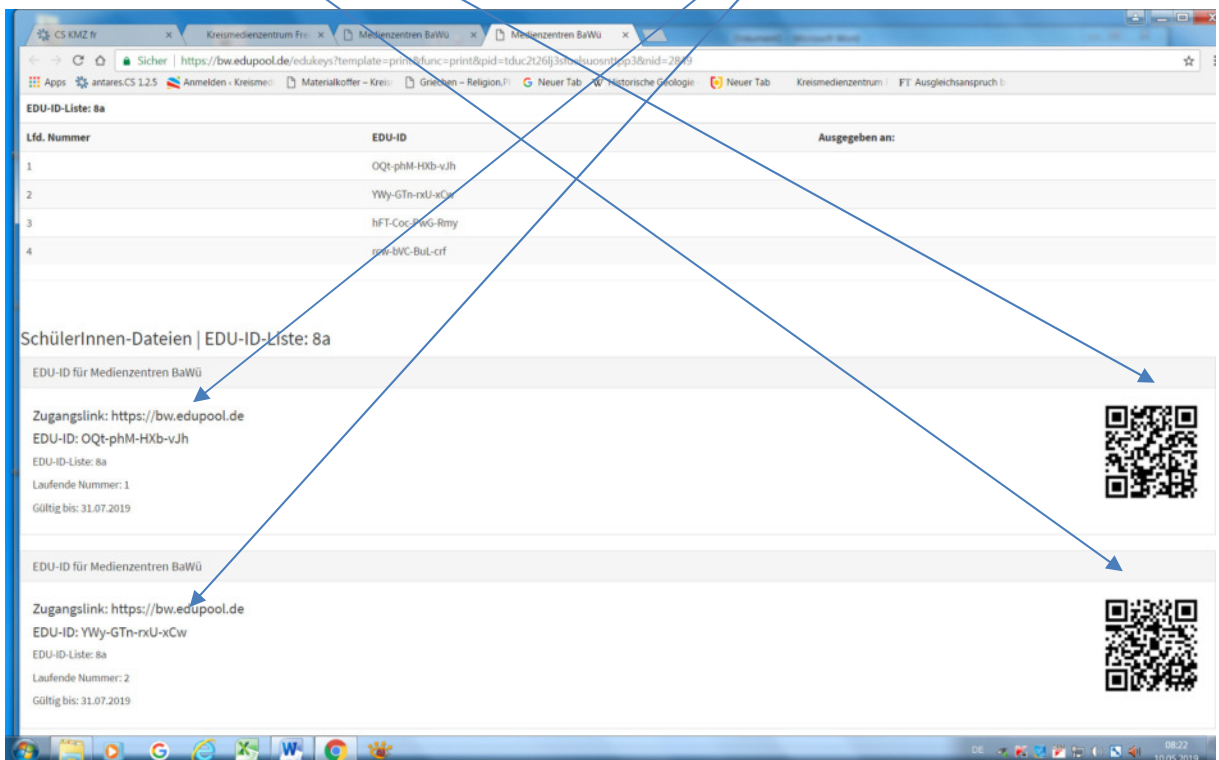 CS KMZ fr
Kreismedienzentrum Fre
Medienzentren BaWü
Medienzentren BaWü
Sicher | https://bw.edupool.de/edukeys?template=print&func=print&pid=
Apps antares.CS 1.2.5 Anmelden - Kreismed Materialkoffer – Kreis Griechen – Religion.P Neuer Tab Historische Geologie Neuer Tab Kreismedienzentrum FT Ausgleichsanspruch b
EDU-ID-Liste: 8a
Lfd. Nummer EDU-ID Ausgegeben an:
1 OQt-phM-HXb-vJh
2 YWy-GTn-rxU-xCw
3 hFT-Coc-PwG-Rmy
4 rcw-bVC-BuL-crf
SchülerInnen-Dateien | EDU-ID-Liste: 8a
EDU-ID für Medienzentren BaWü
Zugangslink: https://bw.edupool.de
EDU-ID: OQt-phM-HXb-vJh
EDU-ID-Liste: 8a
Laufende Nummer: 1
Gültig bis: 31.07.2019
EDU-ID für Medienzentren BaWü
Zugangslink: https://bw.edupool.de
EDU-ID: YWy-GTn-rxU-xCw
EDU-ID-Liste: 8a
Laufende Nummer: 2
Gültig bis: 31.07.2019
DE 08:22
10.05.2019